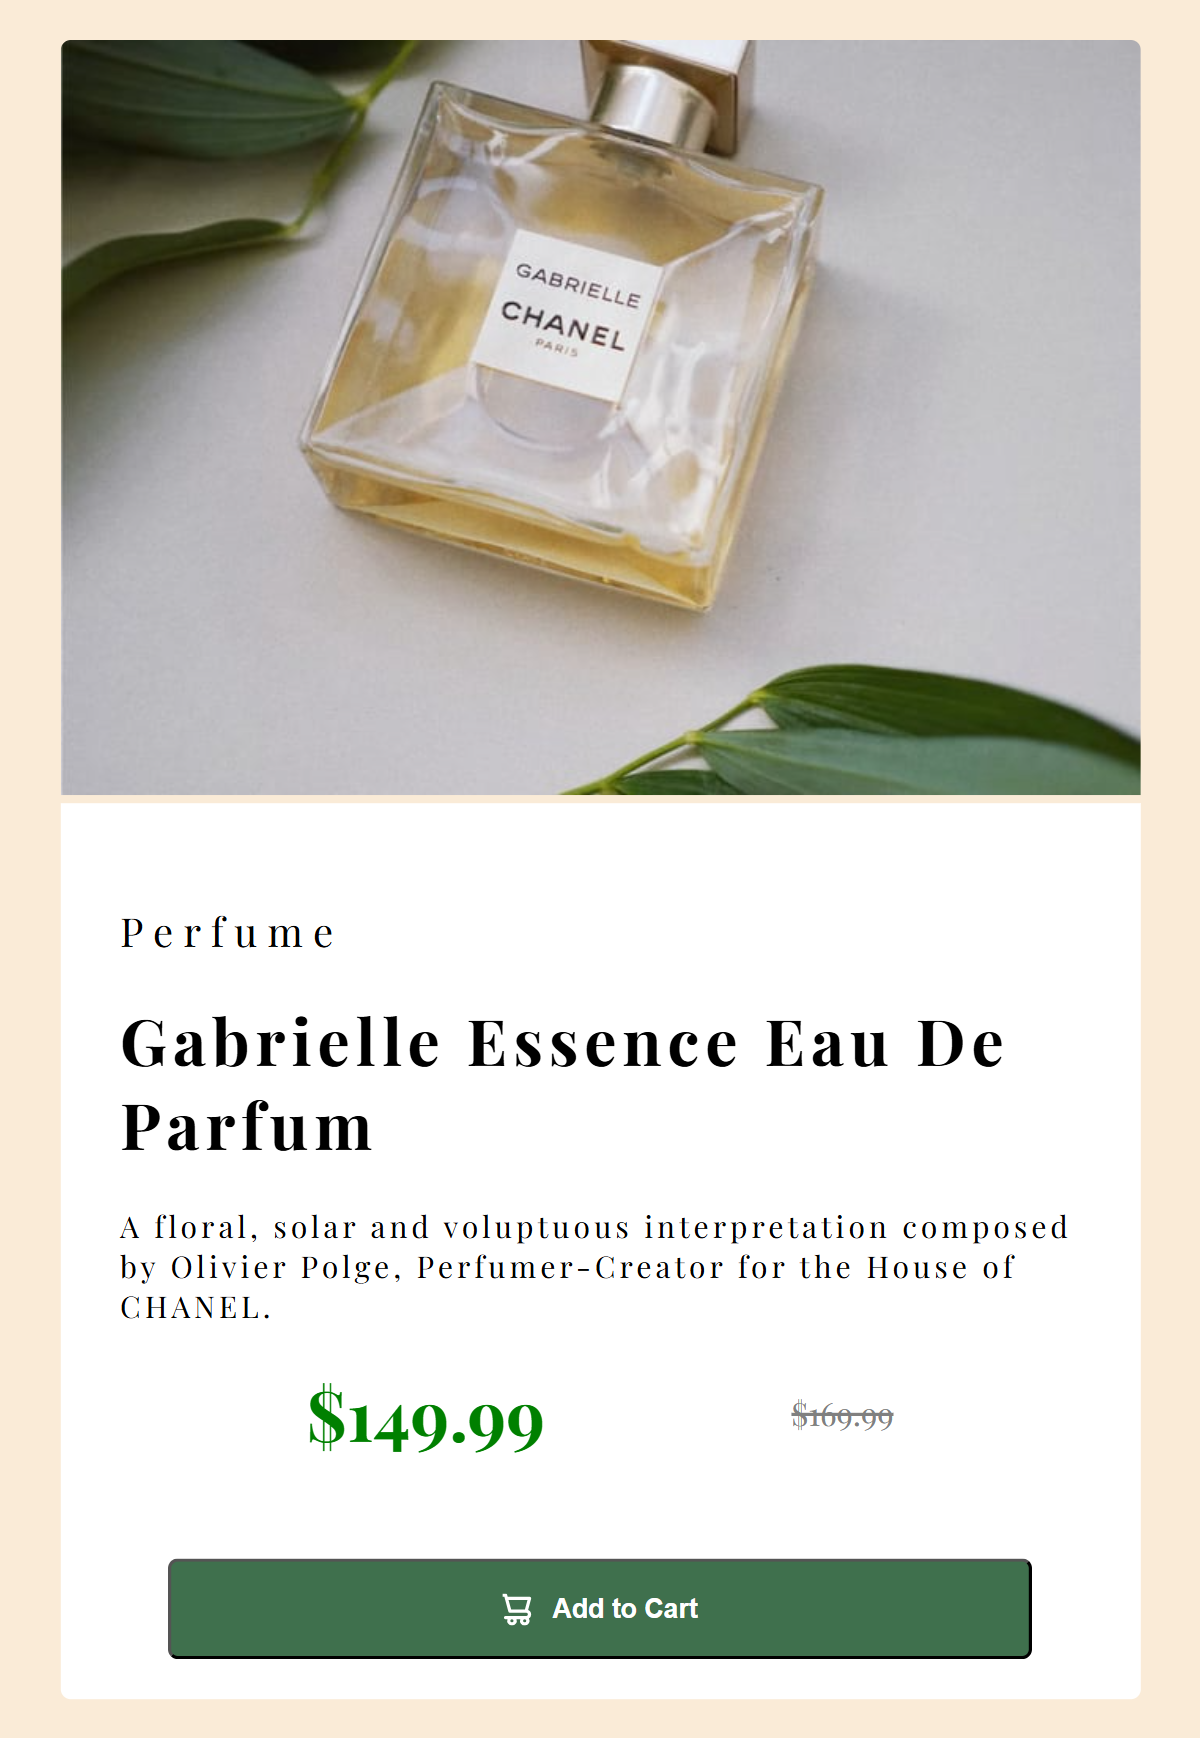 GABRIELLE
CHANEL
PARIS
Perfume
Gabrielle Essence Eau De
Parfum
A floral, solar and voluptuous interpretation composed
by Olivier Polge, Perfumer-Creator for the House of
CHANEL.
$149.99 $169.99
Add to Cart